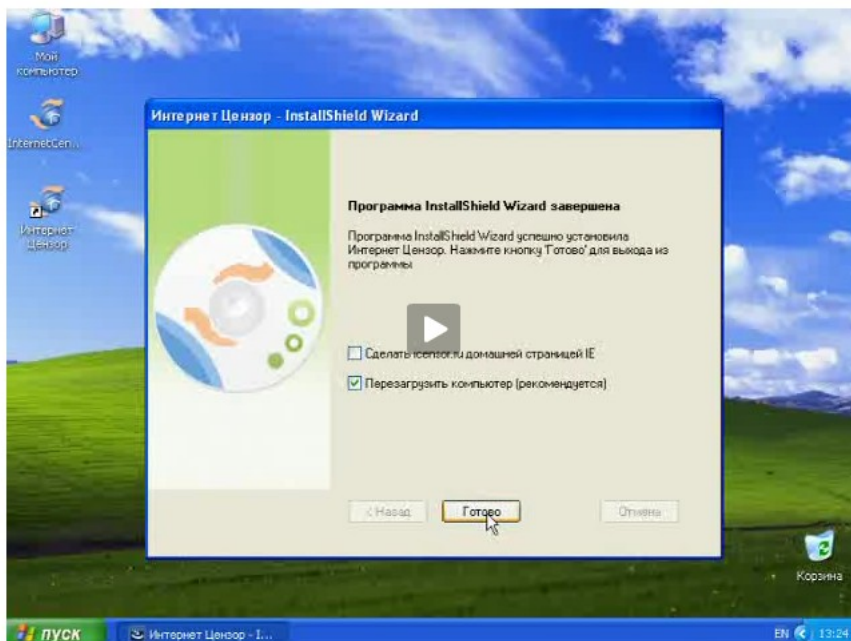 Мой
компьютер
InternetCen...
Интернет
Цензор
Интернет Цензор - InstallShield Wizard
Программа InstallShield Wizard завершена
Программа InstallShield Wizard успешно установила
Интернет Цензор. Нажмите кнопку 'Готово' для выхода из
программы
Сделать icensor.ru домашней страницей IE
Перезагрузить компьютер (рекомендуется)
< Назад
Готово
Отмена
Корзина
пуск
Интернет Цензор - I...
EN
13:24